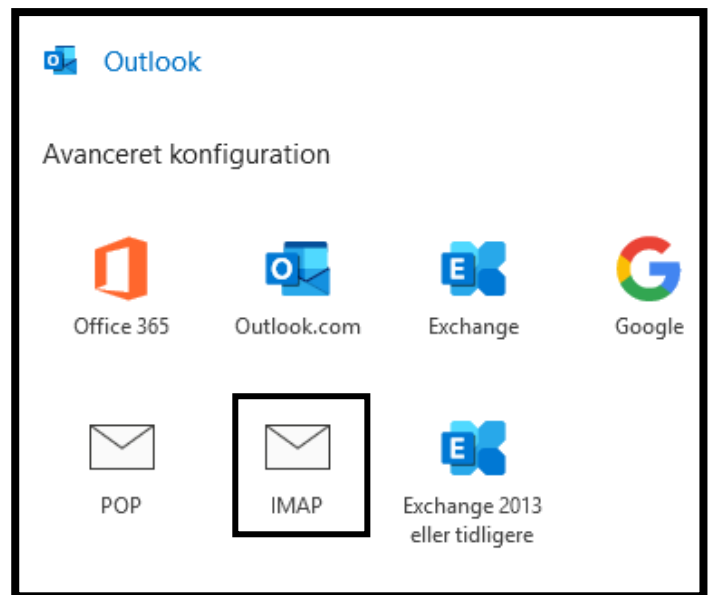 Outlook
Avanceret konfiguration
Office 365
Outlook.com
Exchange
Google
POP
IMAP
Exchange 2013
eller tidligere